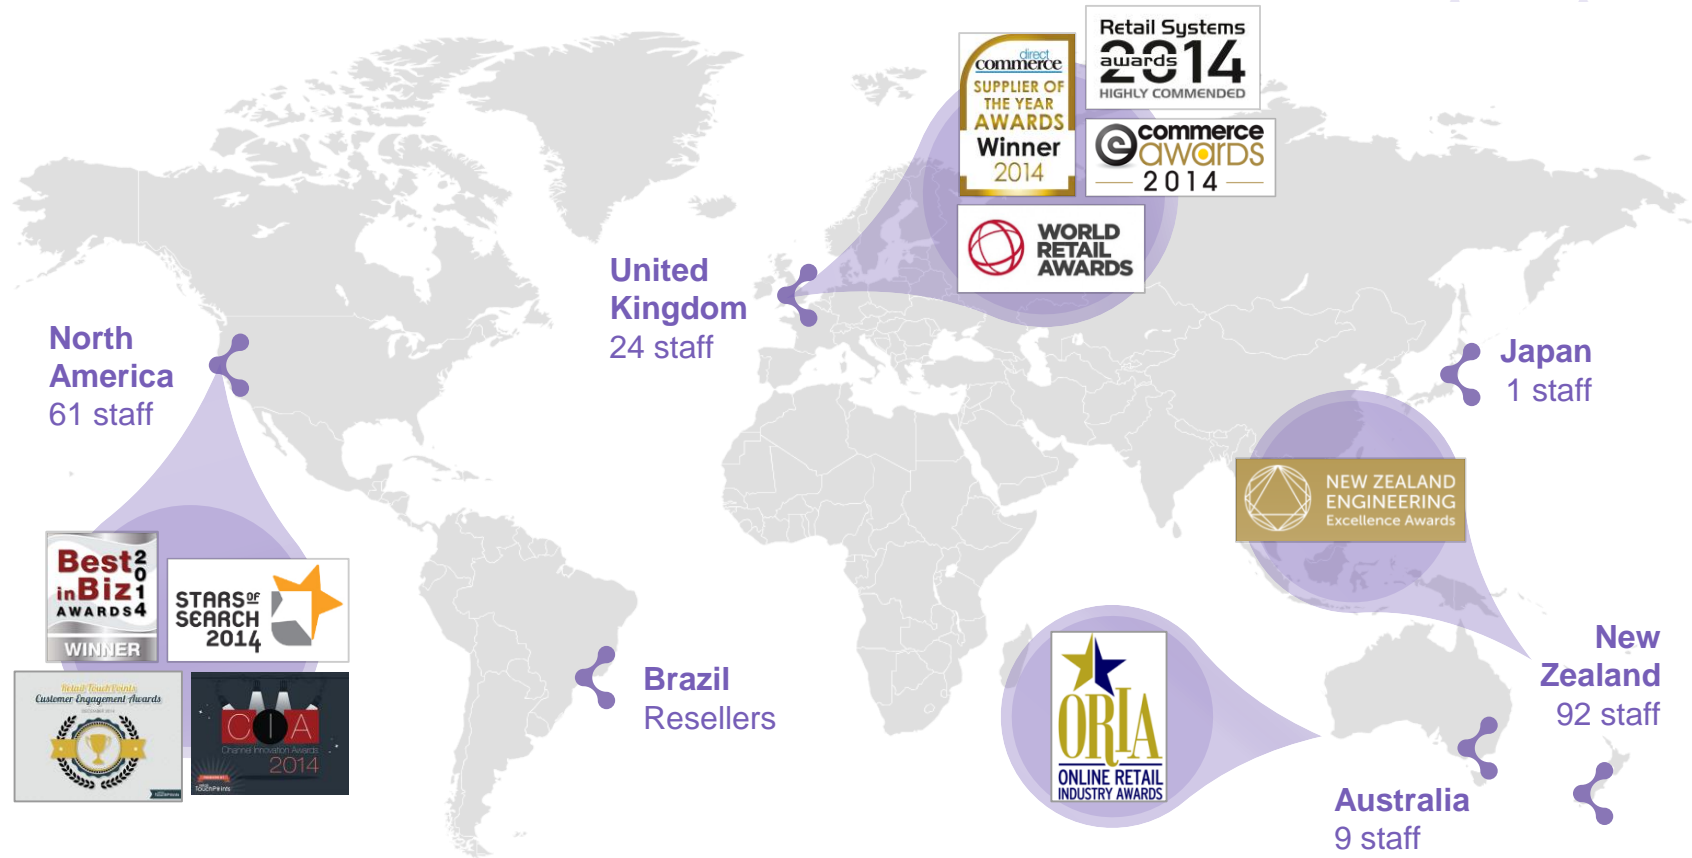 direct
commerce
SUPPLIER OF
THE YEAR
AWARDS
Winner
2014
Retail Systems
awards
2014
HIGHLY COMMENDED
ecommerce
awards
2014
WORLD
RETAIL
AWARDS
United
Kingdom
24 staff
North
America
61 staff
Japan
1 staff
NEW ZEALAND
ENGINEERING
Excellence Awards
Best
in Biz
AWARDS
2014
WINNER
STARS OF
SEARCH
2014
Retail TouchPoints
Customer Engagement Awards
CIA
Channel Innovation Awards
2014
TouchPoints
Brazil
Resellers
ORIA
ONLINE RETAIL
INDUSTRY AWARDS
New
Zealand
92 staff
Australia
9 staff